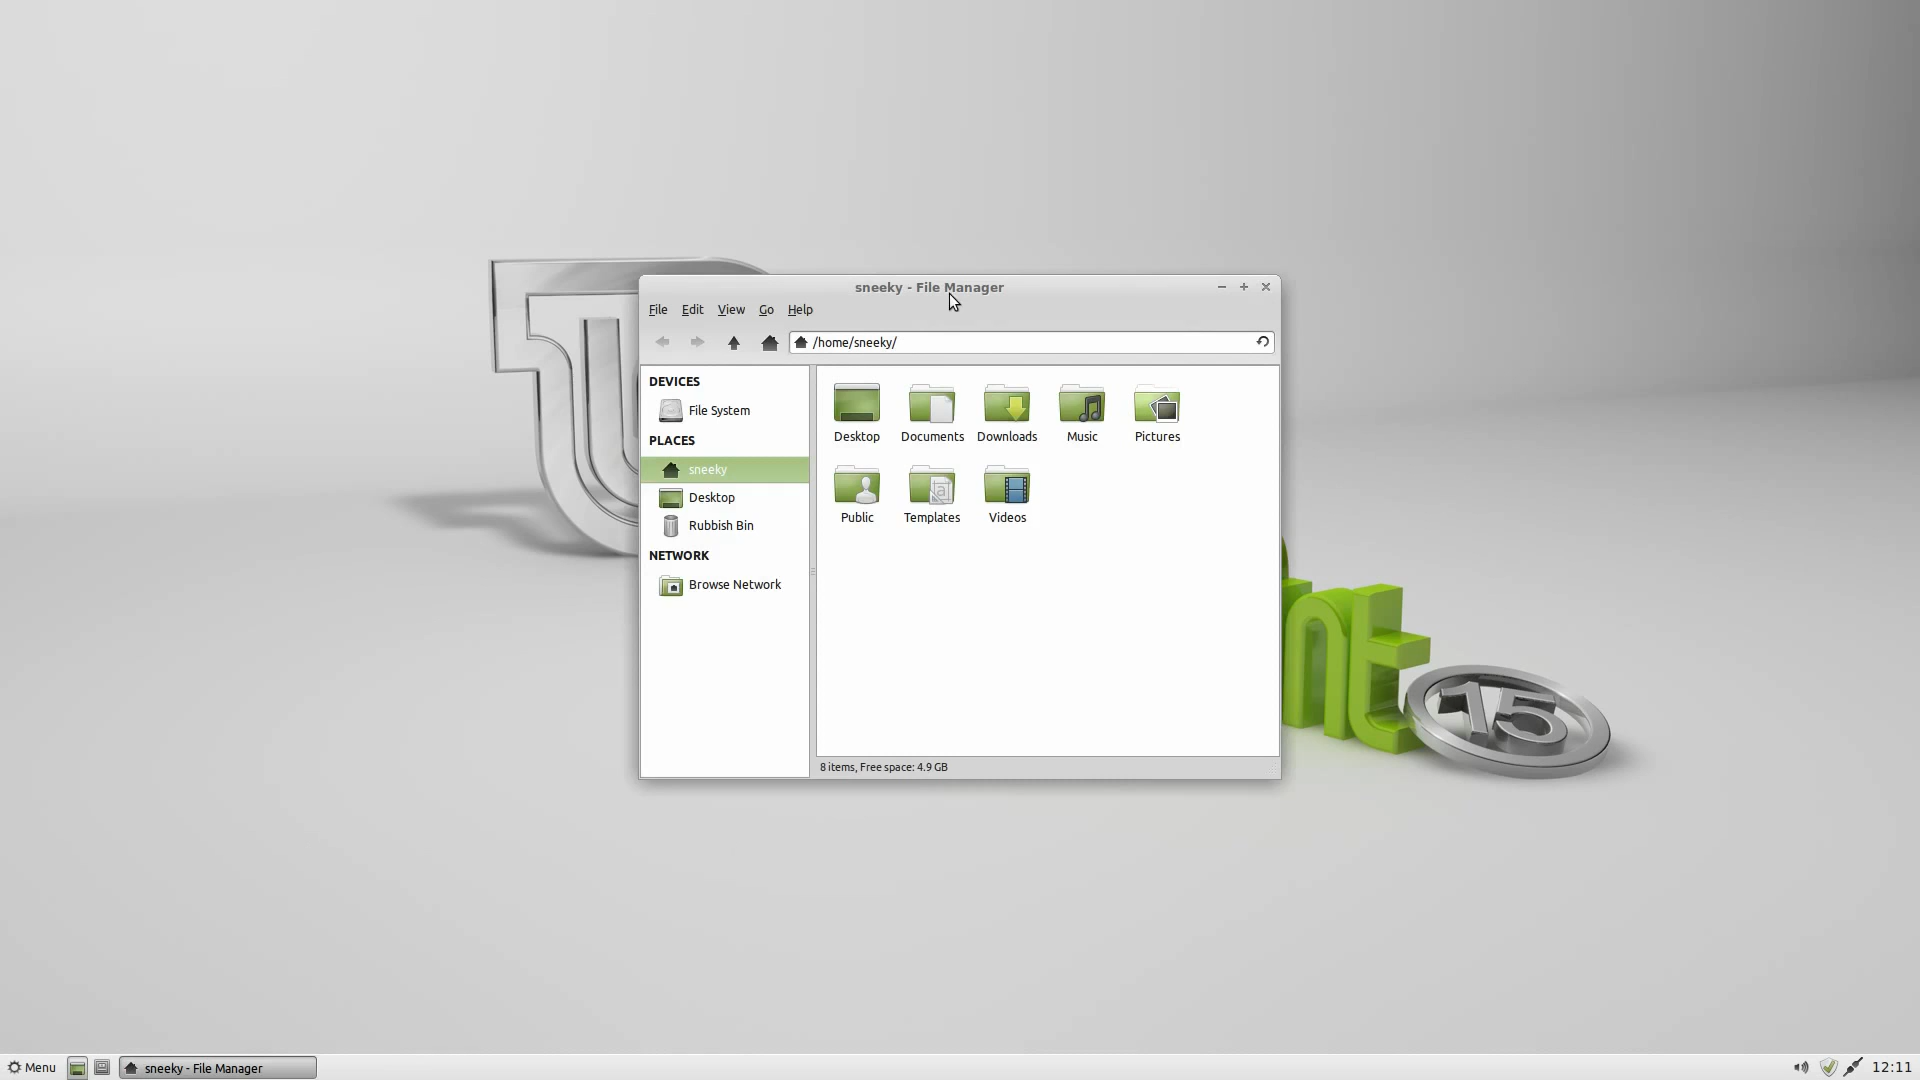 sneeky - File Manager
File Edit View Go Help
/home/sneeky/
DEVICES
File System
PLACES
sneeky
Desktop
Rubbish Bin
NETWORK
Browse Network
Desktop Documents Downloads Music Pictures
Public Templates Videos
8 items, Free space: 4.9 GB
nt
15
Menu sneeky - File Manager 12:11